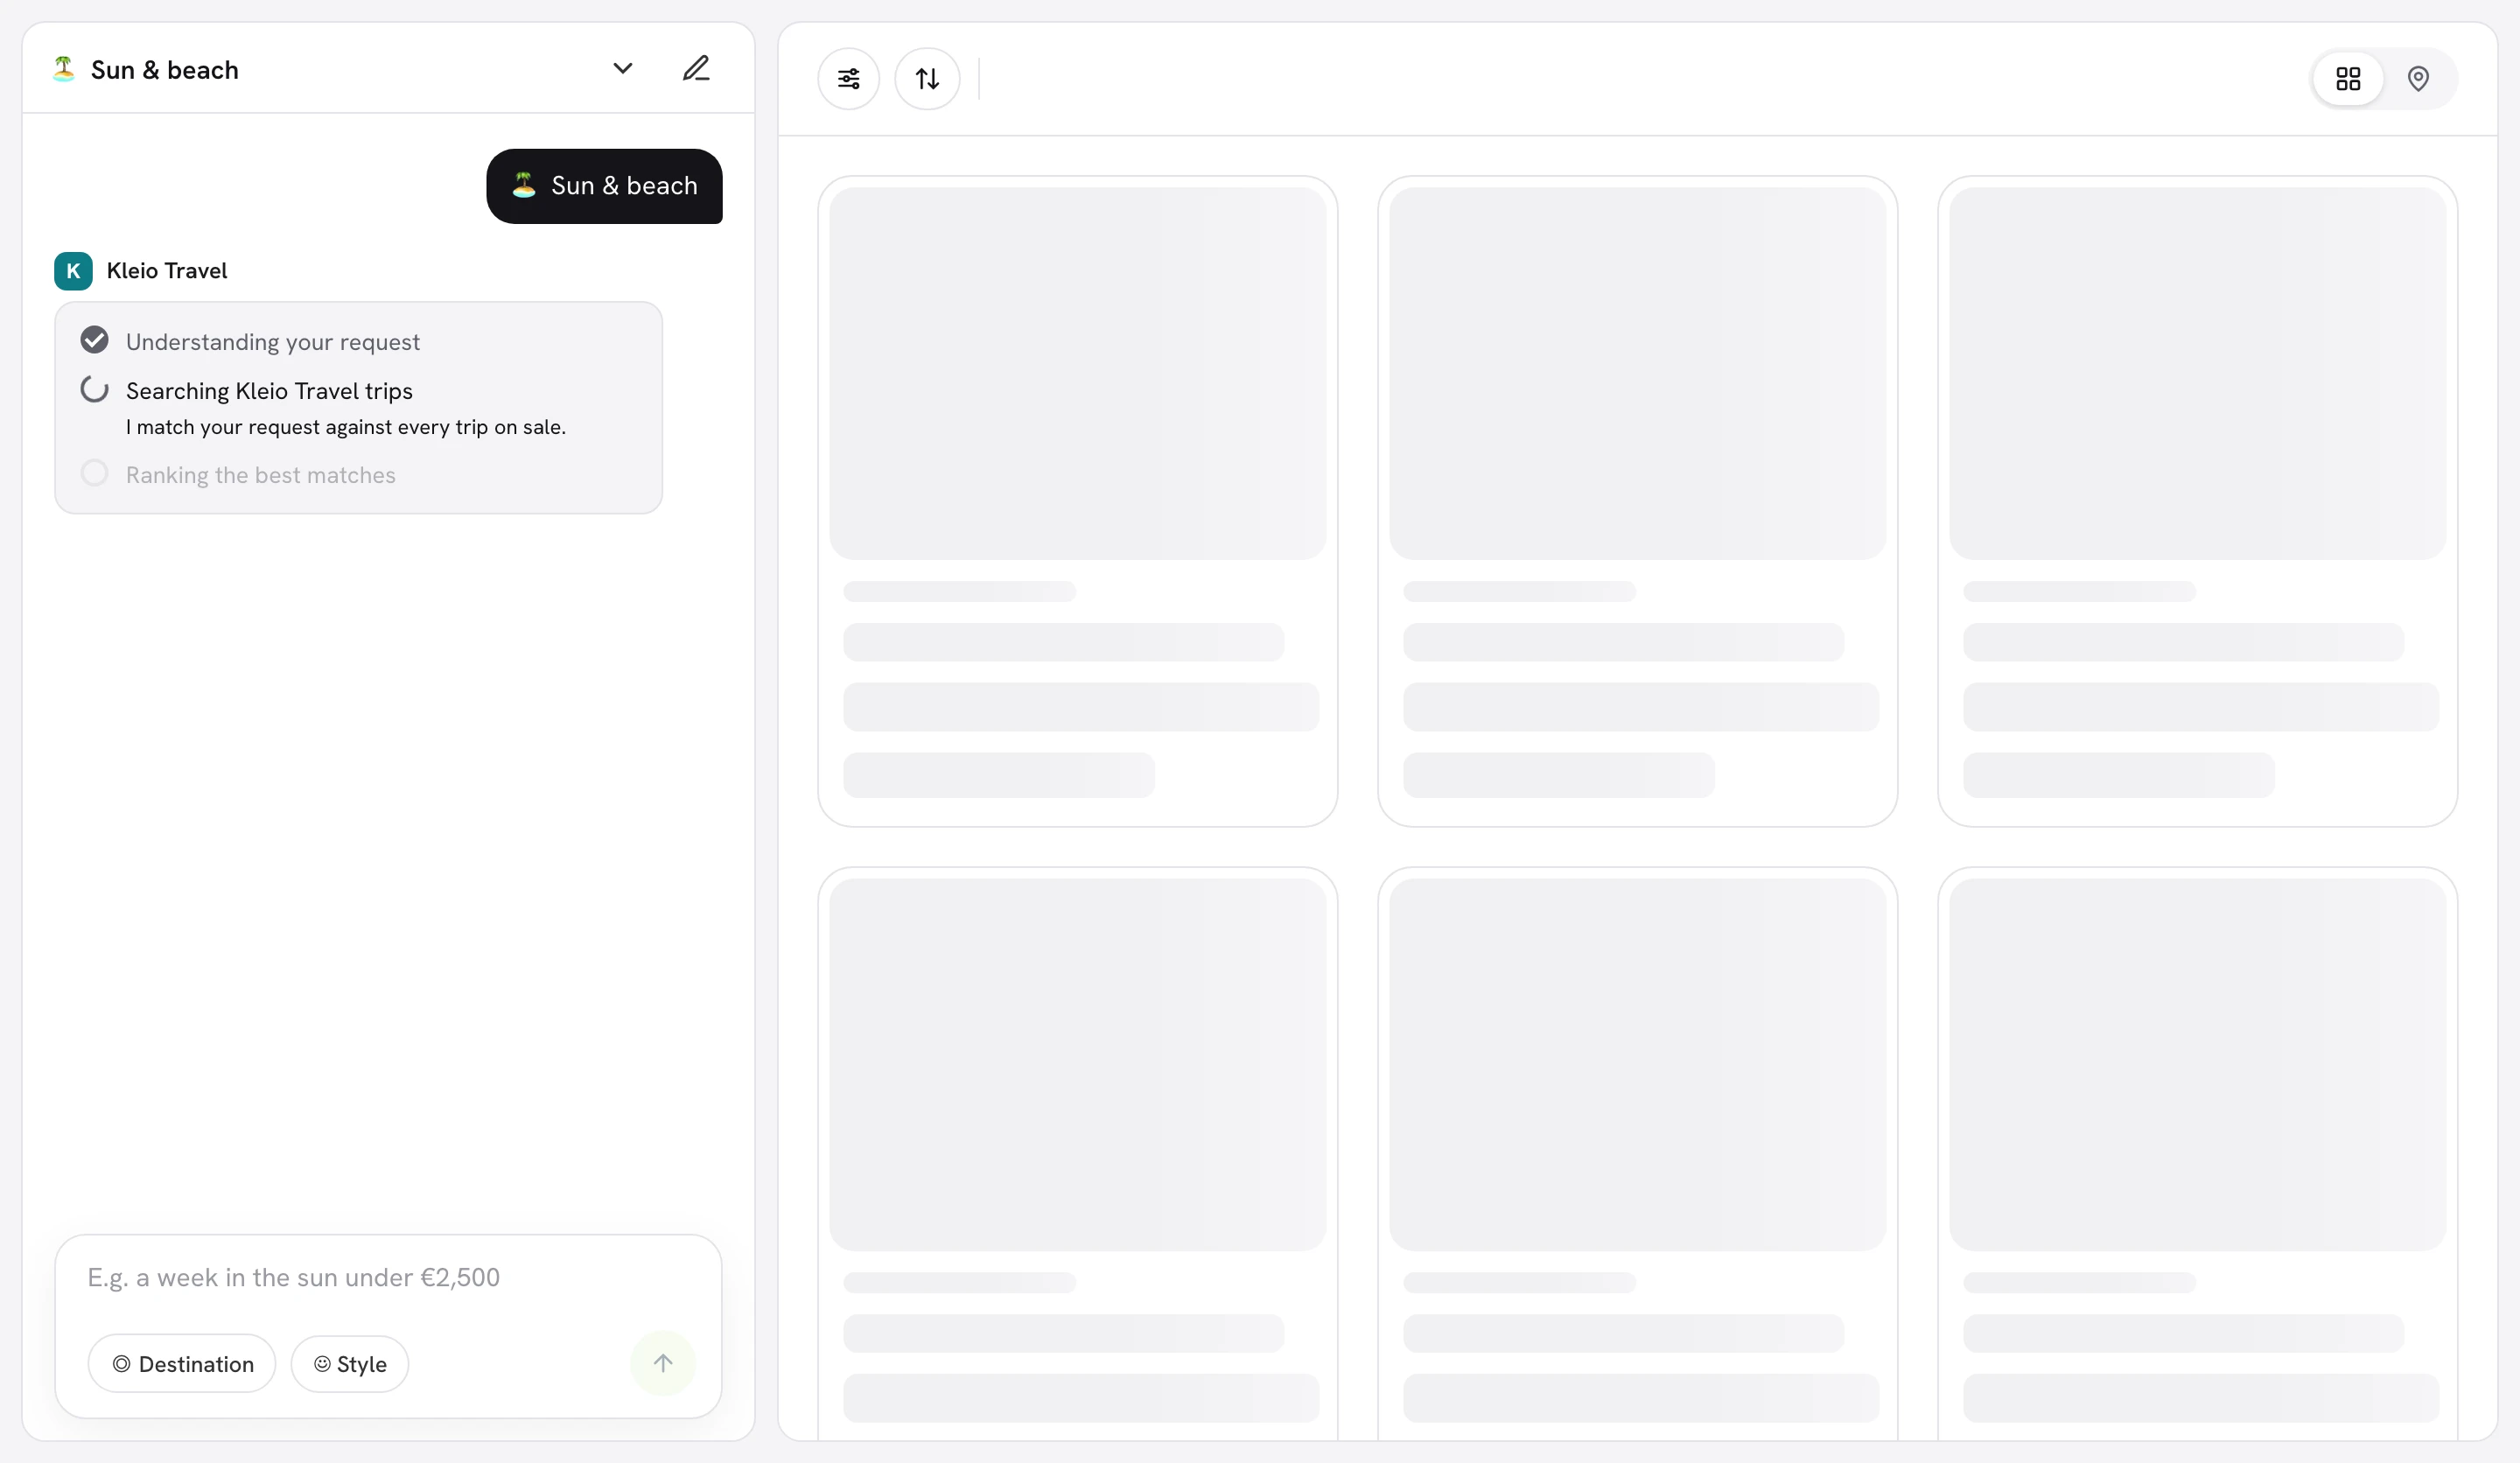 🏝️ Sun & beach
🏝️ Sun & beach
K Kleio Travel
Understanding your request
Searching Kleio Travel trips
I match your request against every trip on sale.
Ranking the best matches
E.g. a week in the sun under €2,500
Destination
Style